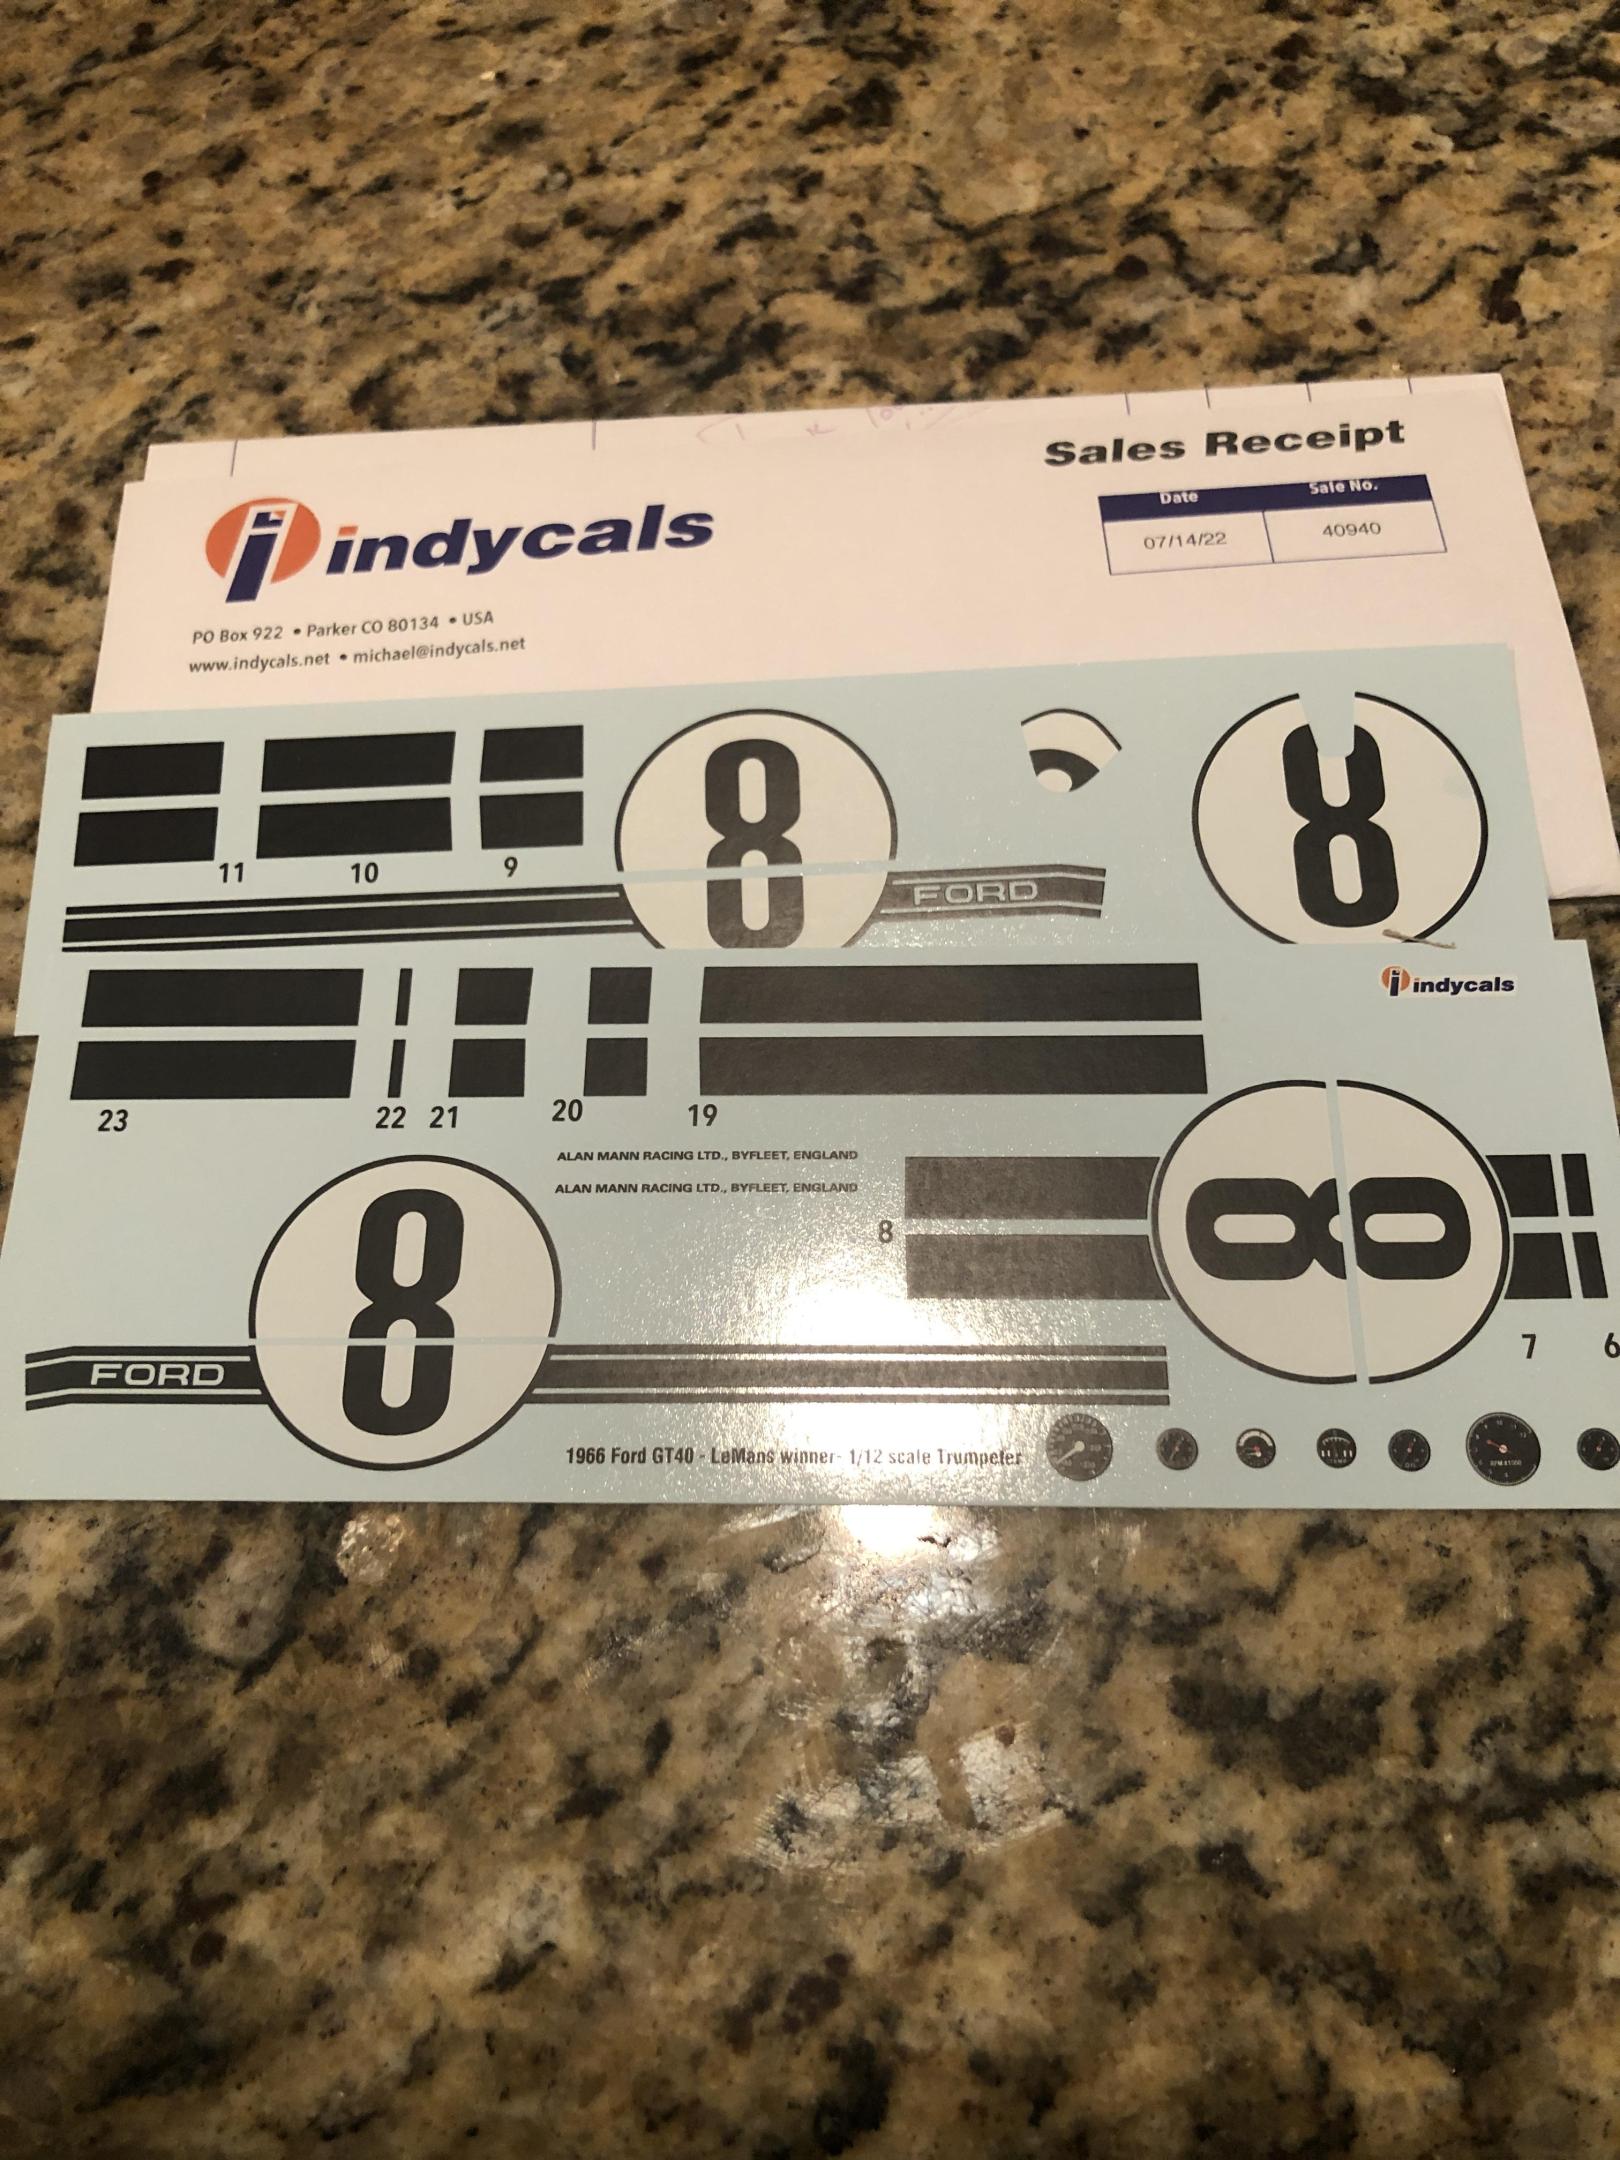 Sales Receipt
Date Sale No.
07/14/22 40940
indycals
PO Box 922 • Parker CO 80134 • USA
www.indycals.net • michael@indycals.net
8
8
11 10 9
FORD
indycals
23 22 21 20 19
ALAN MANN RACING LTD., BYFLEET, ENGLAND
ALAN MANN RACING LTD., BYFLEET, ENGLAND
8
8
8
7 6
FORD
1966 Ford GT40 - LeMans winner- 1/12 scale Trumpeter